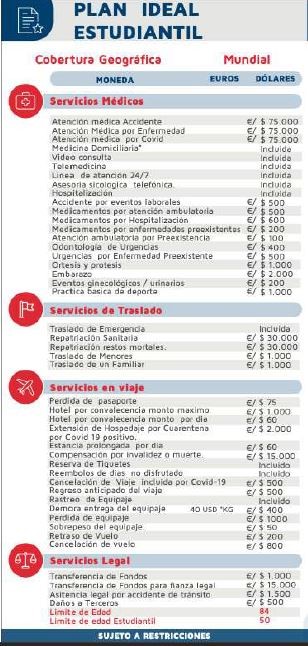 PLAN IDEAL
ESTUDIANTIL
Cobertura Geográfica Mundial
MONEDA EUROS DÓLARES
Servicios Médicos
Atención médica Accidente €/ $ 75.000
Atención Médica por Enfermedad €/ $ 75.000
Atención médica por Covid €/ $ 75.000
Medicina Domiciliaria* Incluida
Video consulta Incluida
Telemedicina Incluida
Linea de atencion 24/7 Incluida
Asesoria sicologica telefónica. Incluida
Hospitalización Incluida
Accidente por eventos laborales €/ $ 500
Medicamentos por atención ambulatoria €/ $ 500
Medicamentos por Hospitalización €/ $ 600
Medicamentos por enfermedades preexistentes €/ $ 200
Atención ambulatoria por Preexistencia €/ $ 100
Odontologia de Urgencias €/ $ 400
Urgencias por Enfermedad Preexistente €/ $ 500
Ortesis y protesis €/ $ 1.000
Embarazo €/ $ 2.000
Eventos ginecológicos / urinarios €/ $ 200
Practica basica de deporte €/ $ 1.000
Servicios de Traslado
Traslado de Emergencia Incluida
Repatriación Sanitaria €/ $ 30.000
Repatriación restos mortales. €/ $ 30.000
Traslado de Menores €/ $ 1.000
Traslado de un Familiar €/ $ 1.000
Servicios en viaje
Perdida de pasaporte €/ $ 75
Hotel por convalecencia monto maximo €/ $ 1.000
Hotel por convalecencia monto por dia €/ $ 60
Extensión de Hospedaje por Cuarentena €/ $ 2.000
por Covid 19 positivo.
Estancia prolongada por dia €/ $ 60
Compensación por invalidez o muerte. €/ $ 15.000
Reserva de Tiquetes Incluido
Reembolso de dias no disfrutado Incluido
Cancelación de Viaje incluida por Covid-19 €/ $ 500
Regreso anticipado del viaje €/ $ 500
Rastreo de Equipaje Incluido
Demora entrega del equipaje 40 USD *KG €/ $ 400
Perdida de equipaje €/ $ 1000
Sobrepeso del equipaje €/ $ 50
Retraso de Vuelo €/ $ 200
Cancelación de vuelo €/ $ 800
Servicios Legal
Transferencia de Fondos €/ $ 1.000
Transferencia de Fondos para fianza legal €/ $ 15.000
Asitencia legal por accidente de tránsito €/ $ 1.500
Daños a Terceros €/ $ 500
Limite de Edad 84
Limite de edad Estudiantil 50
SUJETO A RESTRICCIONES